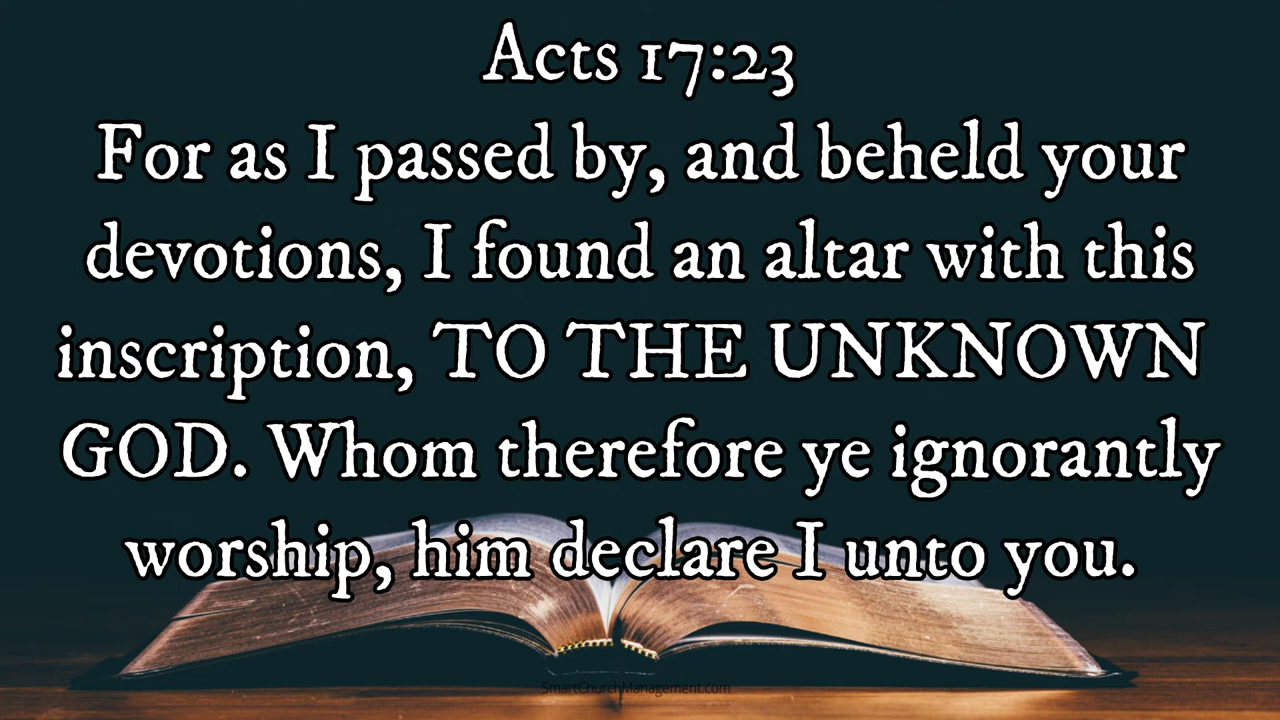 Acts 17:23
For as I passed by, and beheld your
devotions, I found an altar with this
inscription, TO THE UNKNOWN
GOD. Whom therefore ye ignorantly
worship, him declare I unto you.
SmartChurchManagement.com